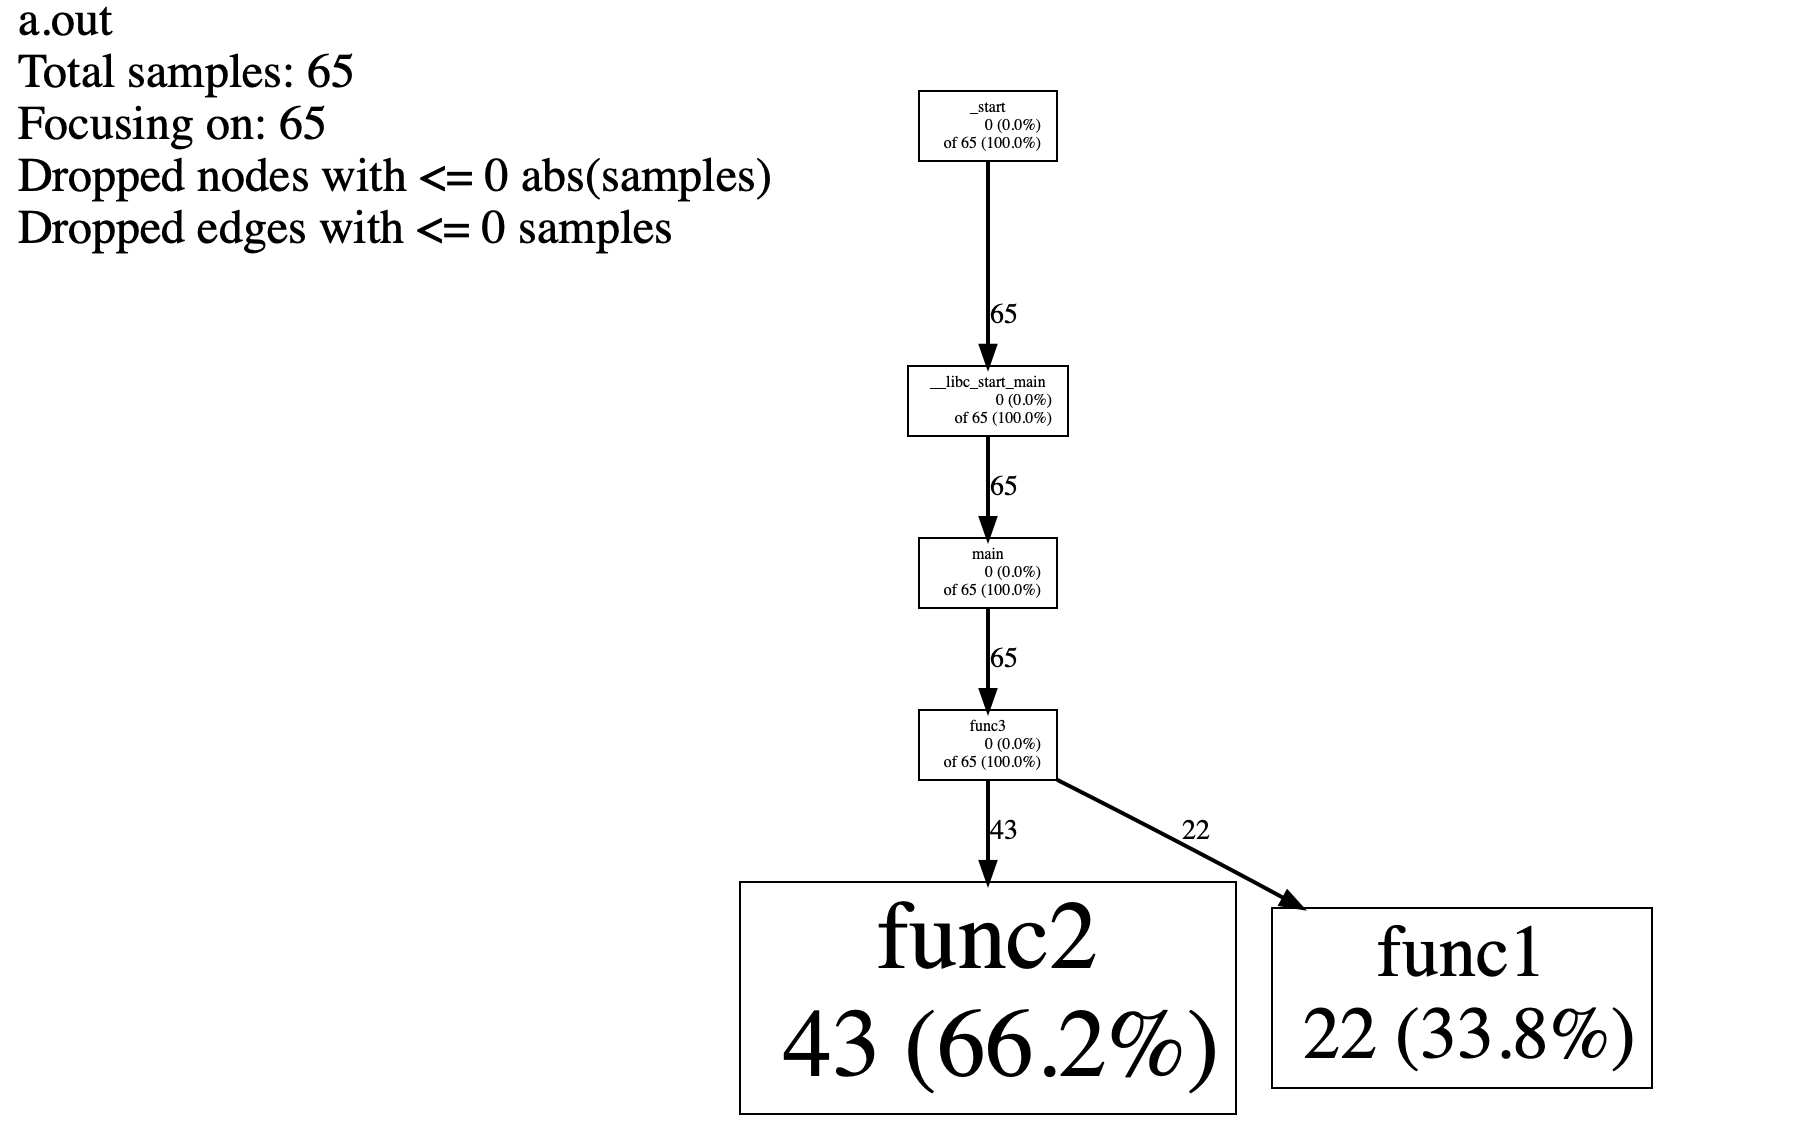 a.out
Total samples: 65
Focusing on: 65
Dropped nodes with <= 0 abs(samples)
Dropped edges with <= 0 samples
_start
0 (0.0%)
of 65 (100.0%)
65
__libc_start_main
0 (0.0%)
of 65 (100.0%)
65
main
0 (0.0%)
of 65 (100.0%)
65
func3
0 (0.0%)
of 65 (100.0%)
43
22
func2
43 (66.2%)
func1
22 (33.8%)